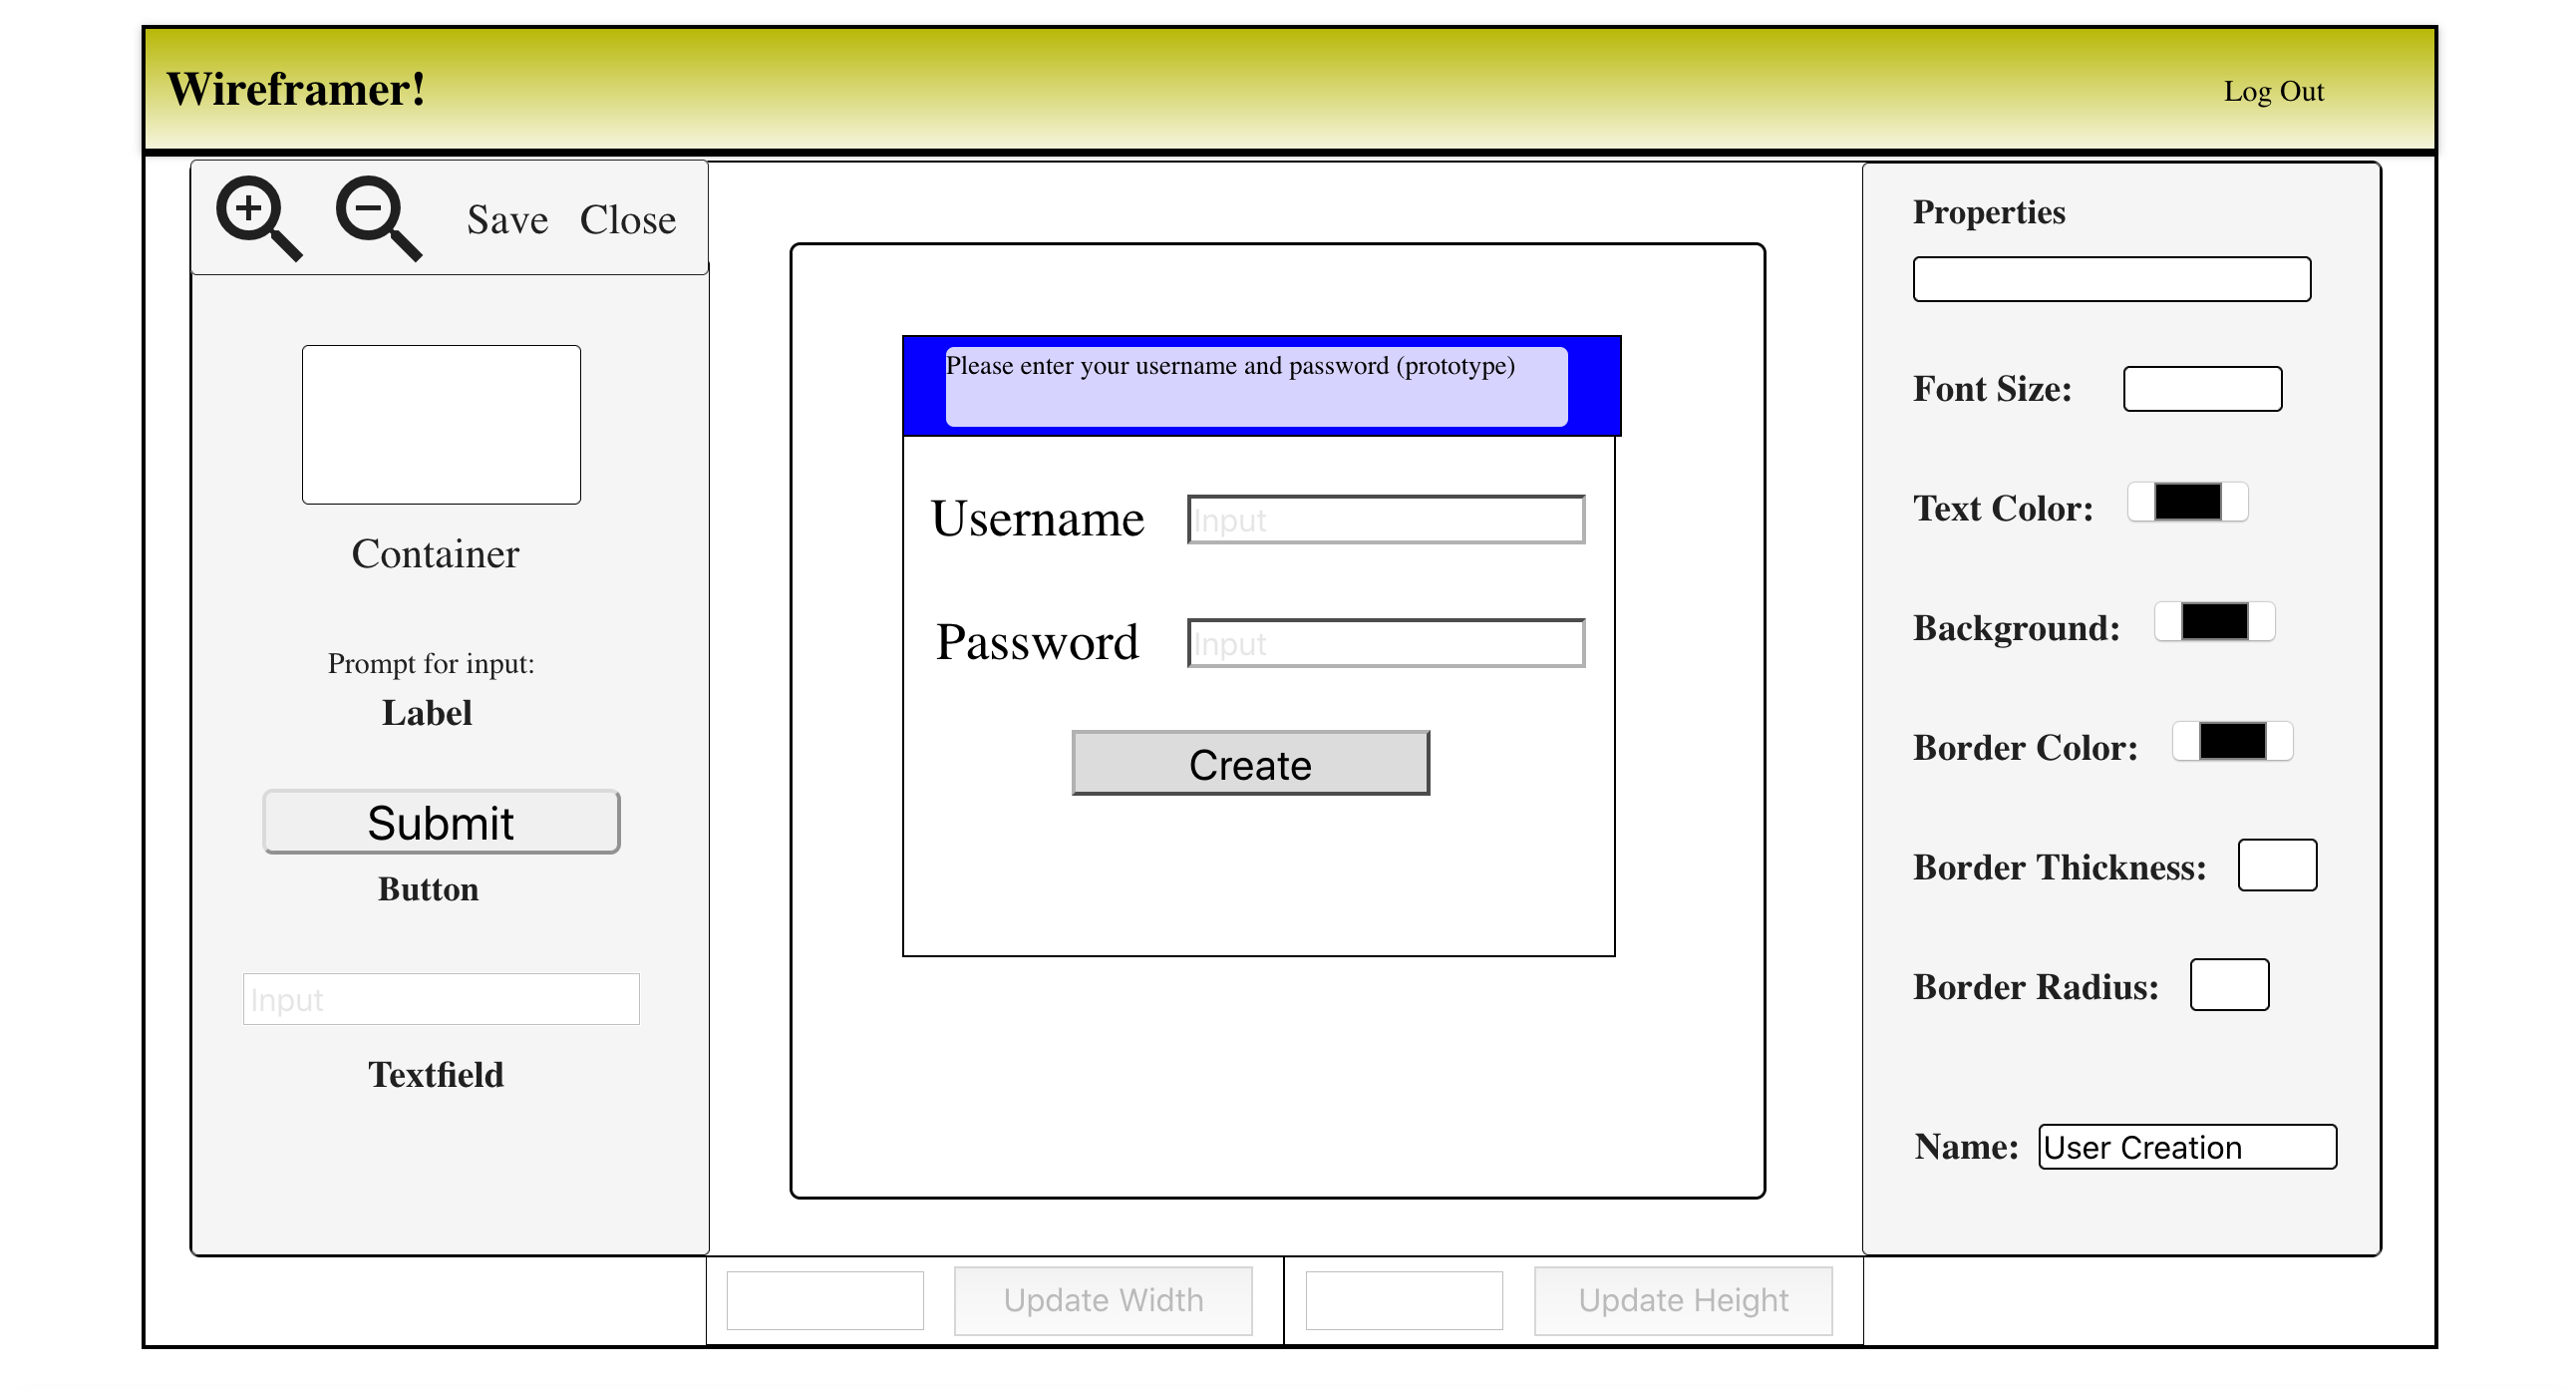 Wireframer!
Log Out
Save Close
Container
Prompt for input:
Label
Submit
Button
Input
Textfield
Please enter your username and password (prototype)
Username Input
Password Input
Create
Update Width
Update Height
Properties
Font Size:
Text Color:
Background:
Border Color:
Border Thickness:
Border Radius:
Name: User Creation